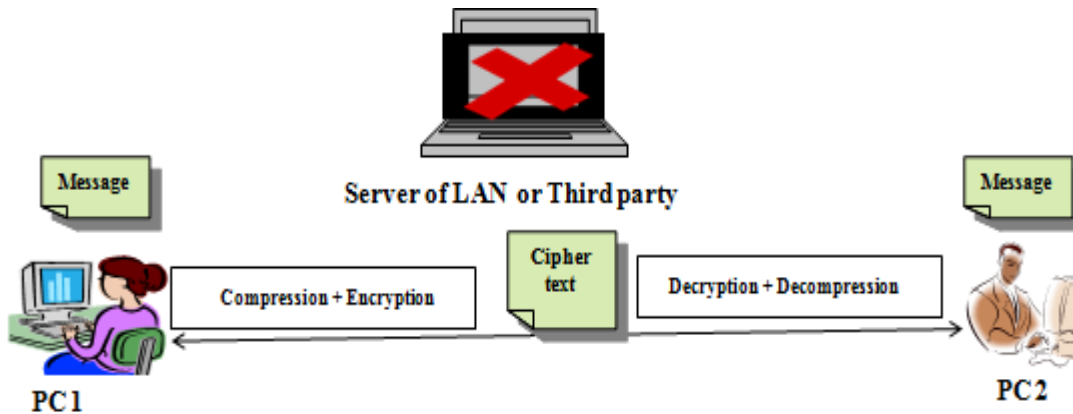 Message
Server of LAN or Third party
Message
Compression + Encryption
Cipher
text
Decryption + Decompression
PC1
PC2